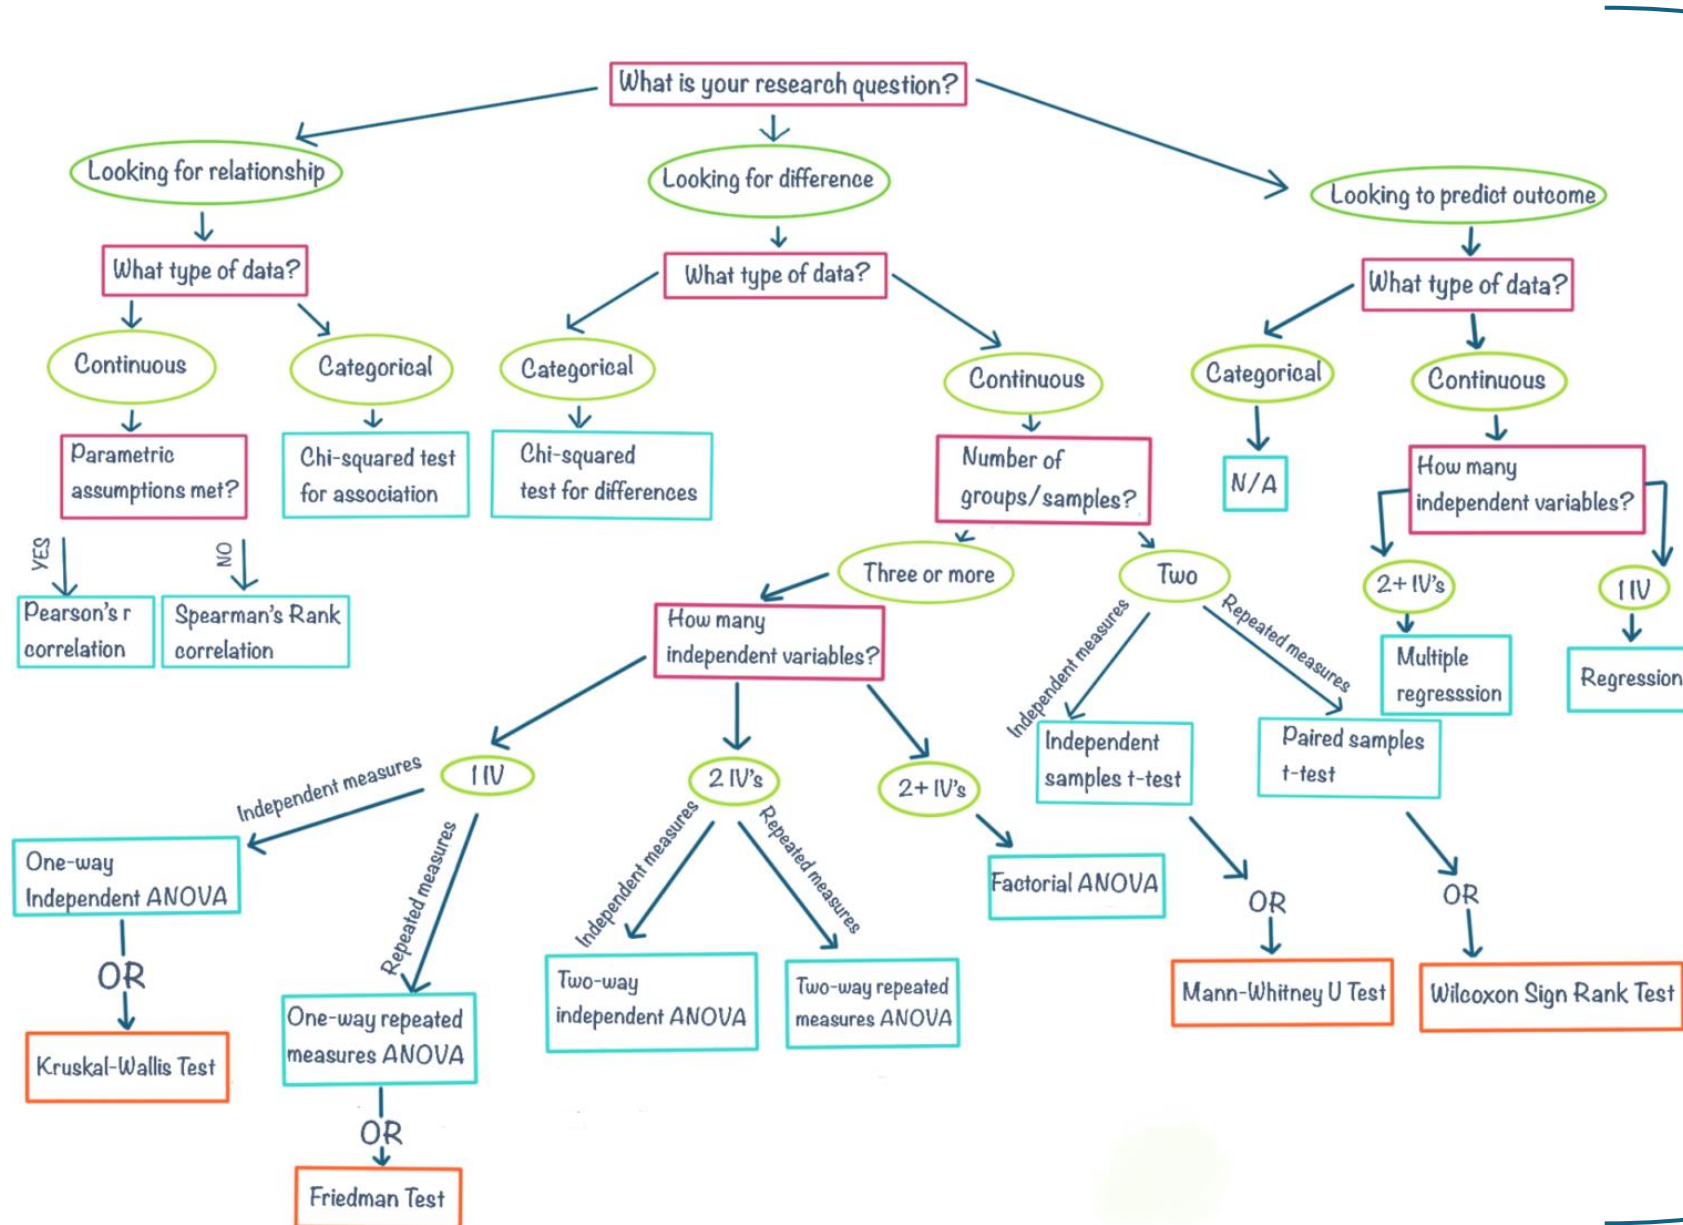 What is your research question?
Looking for relationship
Looking for difference
Looking to predict outcome
What type of data?
What type of data?
What type of data?
Continuous
Categorical
Categorical
Continuous
Categorical
Continuous
Parametric
assumptions met?
Chi-squared test
for association
Chi-squared
test for differences
Number of
groups/samples?
N/A
How many
independent variables?
YES
NO
Three or more
Two
2+ IV's
1 IV
Pearson's r
correlation
Spearman's Rank
correlation
How many
independent variables?
Independent measures
Repeated measures
Multiple
regresssion
Regression
Independent
samples t-test
Paired samples
t-test
1 IV
2 IV's
2+ IV's
Independent measures
Repeated measures
Independent measures
Repeated measures
One-way
Independent ANOVA
Factorial ANOVA
OR
OR
OR
One-way repeated
measures ANOVA
Two-way
independent ANOVA
Two-way repeated
measures ANOVA
Mann-Whitney U Test
Wilcoxon Sign Rank Test
Kruskal-Wallis Test
OR
Friedman Test